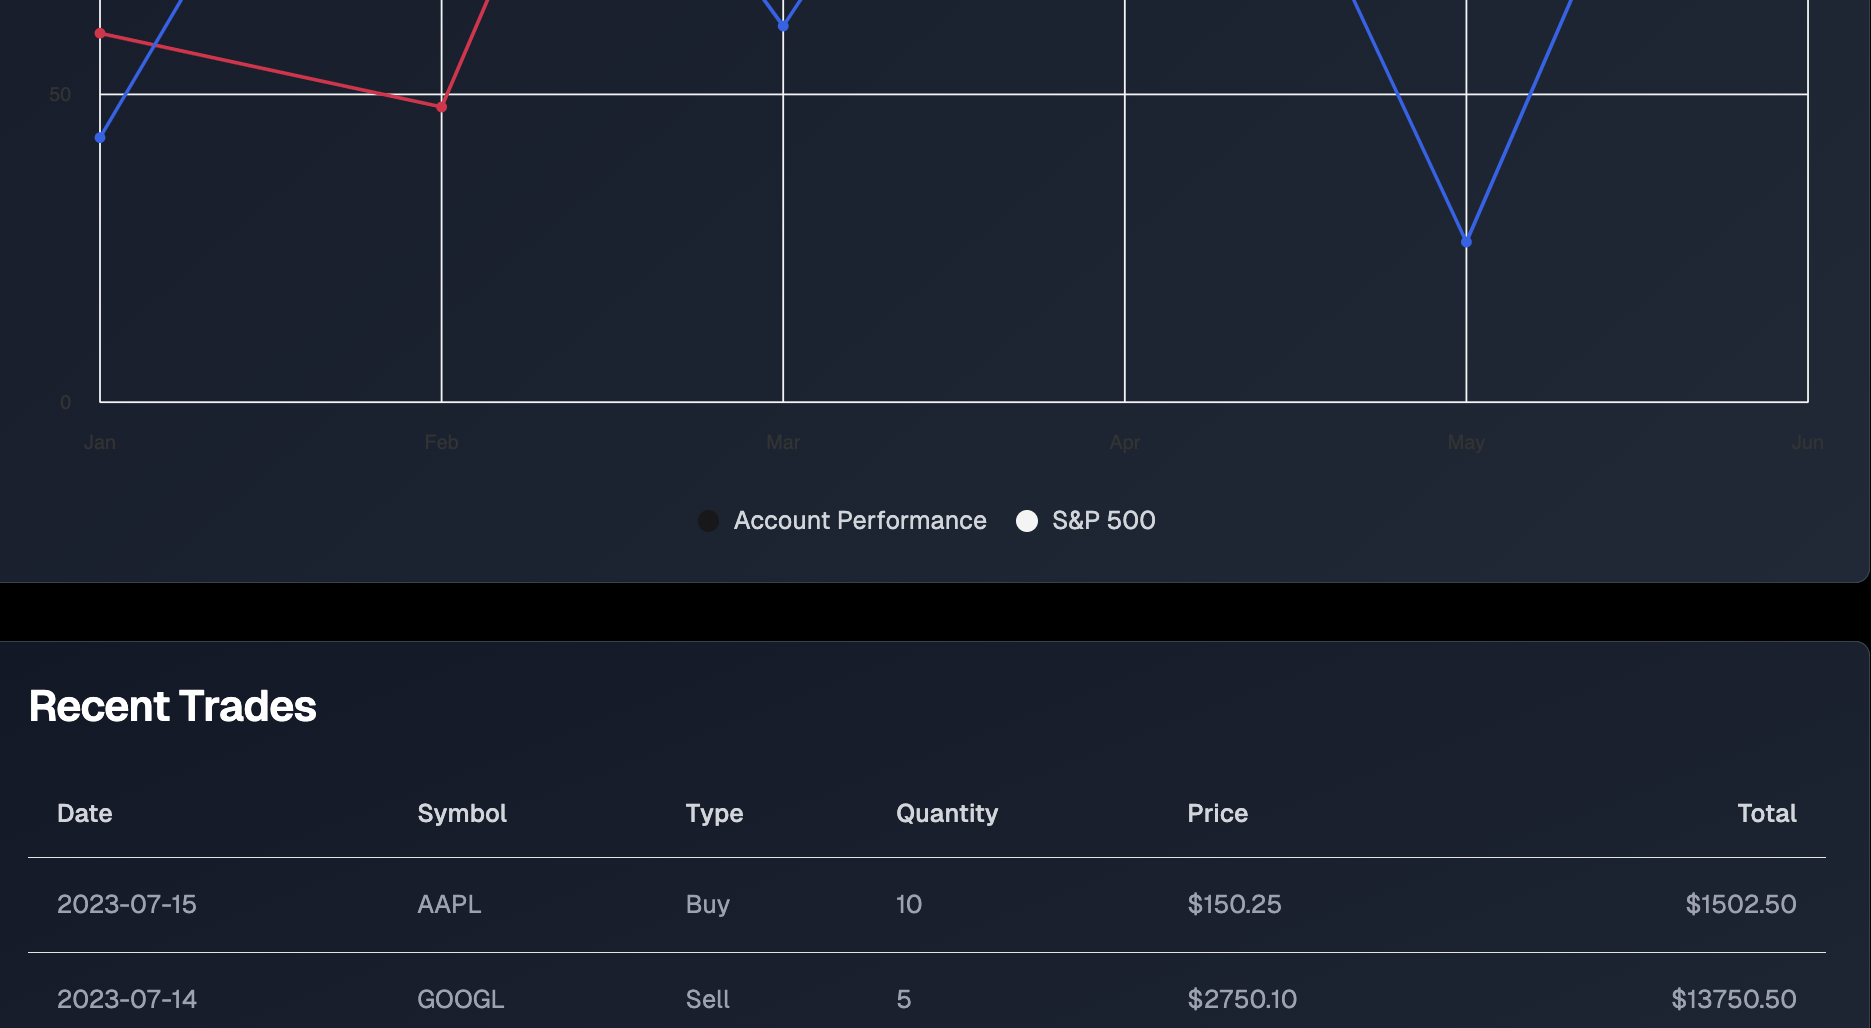 50
0
Jan Feb Mar Apr May Jun
Account Performance S&P 500
Recent Trades
Date Symbol Type Quantity Price Total
2023-07-15 AAPL Buy 10 $150.25 $1502.50
2023-07-14 GOOGL Sell 5 $2750.10 $13750.50